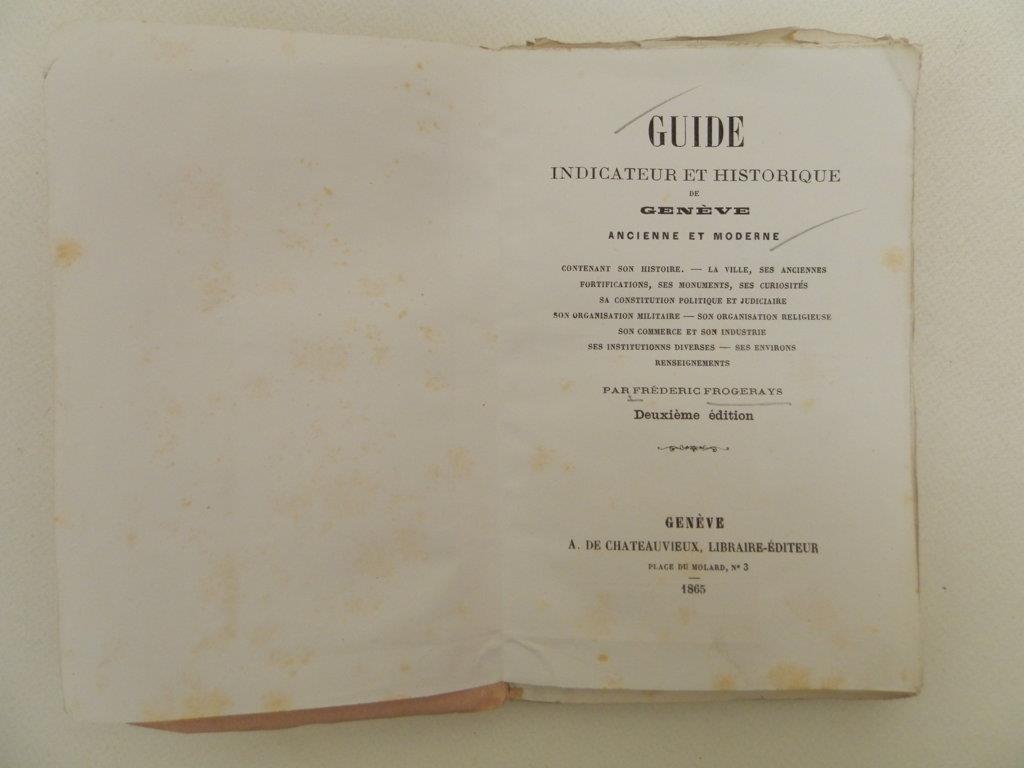 GUIDE
INDICATEUR ET HISTORIQUE
DE
GENÈVE
ANCIENNE ET MODERNE
CONTENANT SON HISTOIRE. — LA VILLE, SES ANCIENNES
FORTIFICATIONS, SES MONUMENTS, SES CURIOSITÉS
SA CONSTITUTION POLITIQUE ET JUDICIAIRE
SON ORGANISATION MILITAIRE — SON ORGANISATION RELIGIEUSE
SON COMMERCE ET SON INDUSTRIE
SES INSTITUTIONNS DIVERSES — SES ENVIRONS
RENSEIGNEMENTS
PAR FRÉDERIC FROGERAYS
Deuxième édition
GENÈVE
A. DE CHATEAUVIEUX, LIBRAIRE-ÉDITEUR
PLACE DU MOLARD, Nº 3
1865